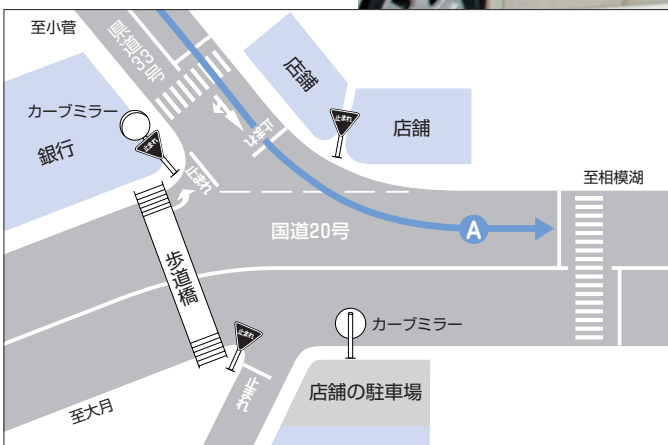 至小菅
県道33号
店舗
カーブミラー
止まれ
銀行
止まれ
止まれ
止まれ
店舗
至相模湖
国道20号
A
歩道橋
止まれ
カーブミラー
止まれ
店舗の駐車場
至大月